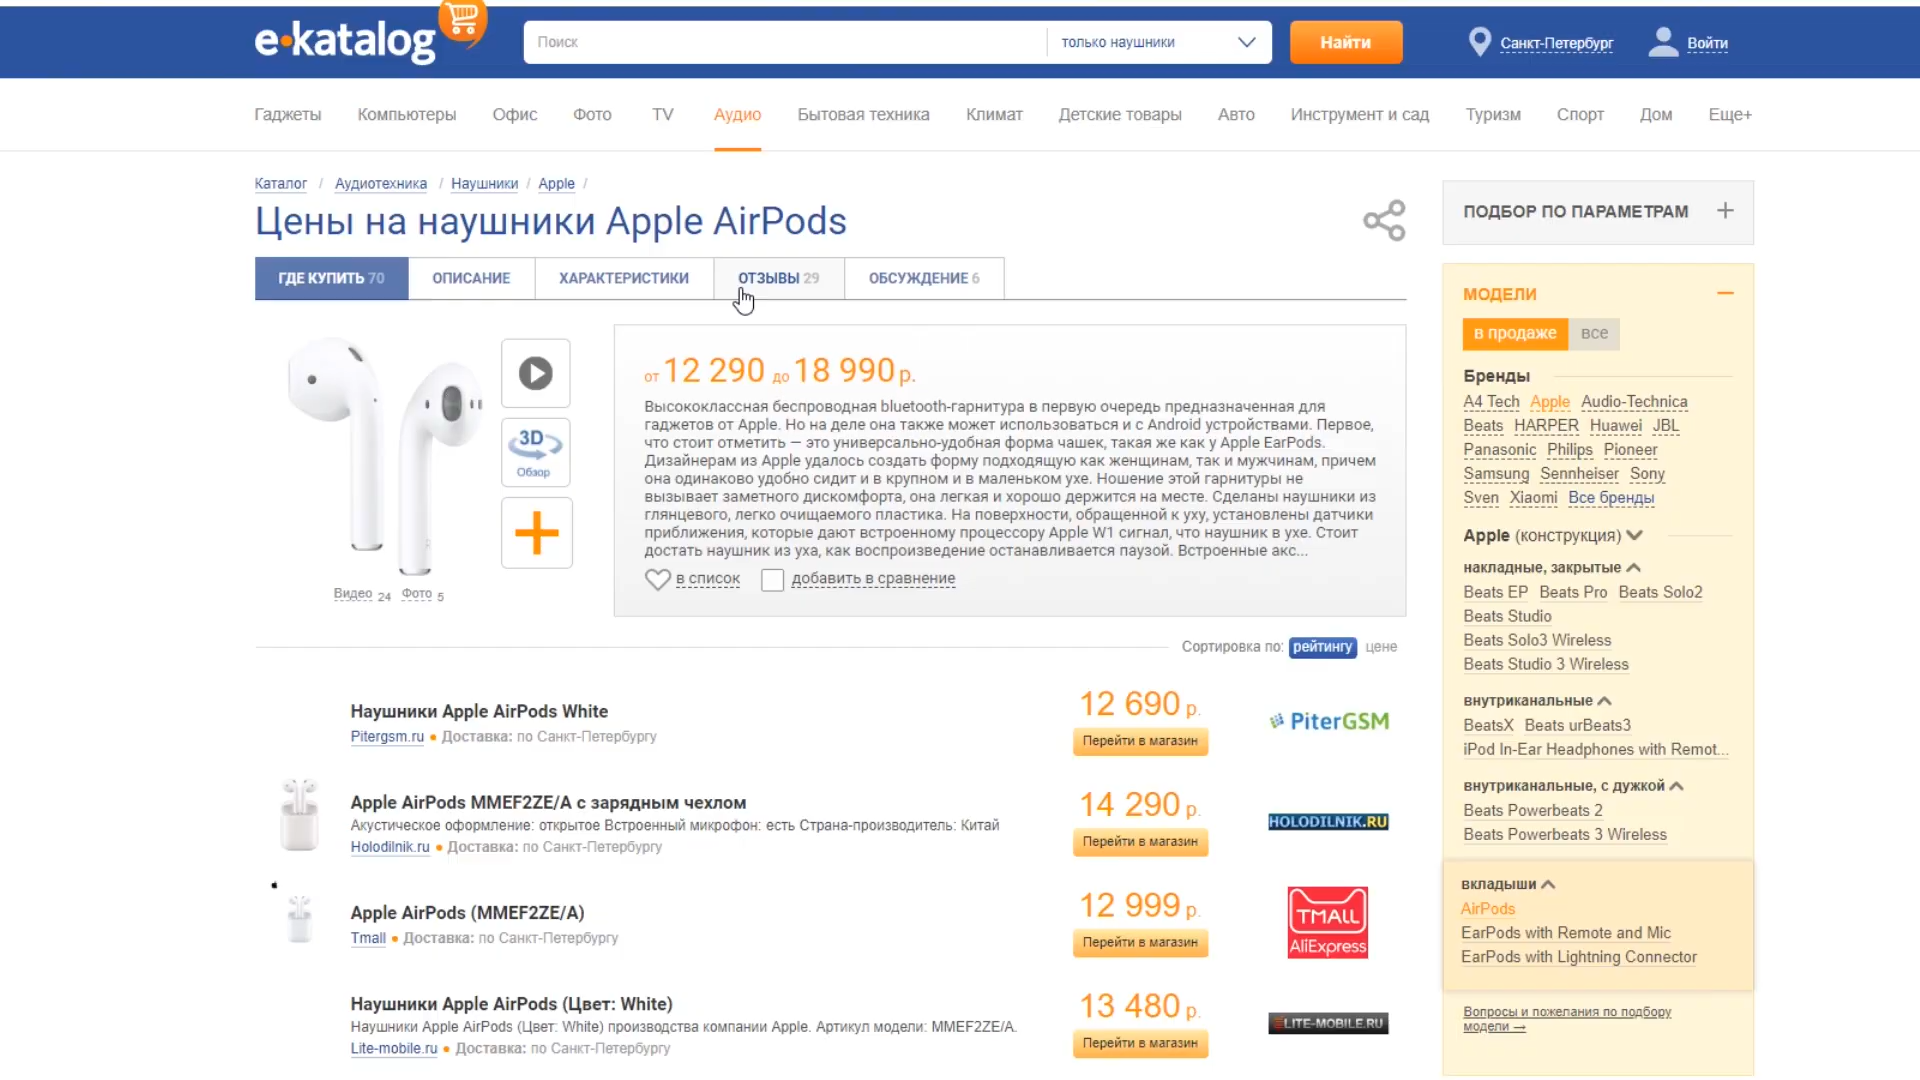 e-katalog
Поиск
только наушники
Найти
Санкт-Петербург
Войти
Гаджеты Компьютеры Офис Фото TV Аудио Бытовая техника Климат Детские товары Авто Инструмент и сад Туризм Спорт Дом Еще+
Каталог / Аудиотехника / Наушники / Apple /
Цены на наушники Apple AirPods
ГДЕ КУПИТЬ 70 ОПИСАНИЕ ХАРАКТЕРИСТИКИ ОТЗЫВЫ 29 ОБСУЖДЕНИЕ 6
3D
Обзор
Видео 24 Фото 5
от 12 290 до 18 990 р.
Высококлассная беспроводная bluetooth-гарнитура в первую очередь предназначенная для
гаджетов от Apple. Но на деле она также может использоваться и с Android устройствами. Первое,
что стоит отметить — это универсально-удобная форма чашек, такая же как у Apple EarPods.
Дизайнерам из Apple удалось создать форму подходящую как женщинам, так и мужчинам, причем
она одинаково удобно сидит и в крупном и в маленьком ухе. Ношение этой гарнитуры не
вызывает заметного дискомфорта, она легкая и хорошо держится на месте. Сделаны наушники из
глянцевого, легко очищаемого пластика. На поверхности, обращенной к уху, установлены датчики
приближения, которые дают встроенному процессору Apple W1 сигнал, что наушник в ухе. Стоит
достать наушник из уха, как воспроизведение останавливается паузой. Встроенные акс...
в список добавить в сравнение
Сортировка по: рейтингу цене
Наушники Apple AirPods White
Pitergsm.ru • Доставка: по Санкт-Петербургу
12 690 р.
Перейти в магазин
PiterGSM
Apple AirPods MMEF2ZE/A с зарядным чехлом
Акустическое оформление: открытое Встроенный микрофон: есть Страна-производитель: Китай
Holodilnik.ru • Доставка: по Санкт-Петербургу
14 290 р.
Перейти в магазин
HOLODILNIK.RU
Apple AirPods (MMEF2ZE/A)
Tmall • Доставка: по Санкт-Петербургу
12 999 р.
Перейти в магазин
TMALL
AliExpress
Наушники Apple AirPods (Цвет: White)
Наушники Apple AirPods (Цвет: White) производства компании Apple. Артикул модели: MMEF2ZE/A.
Lite-mobile.ru • Доставка: по Санкт-Петербургу
13 480 р.
Перейти в магазин
LITE-MOBILE.RU
ПОДБОР ПО ПАРАМЕТРАМ +
МОДЕЛИ −
в продаже все
Бренды
A4 Tech Apple Audio-Technica
Beats HARPER Huawei JBL
Panasonic Philips Pioneer
Samsung Sennheiser Sony
Sven Xiaomi Все бренды
Apple (конструкция)
накладные, закрытые
Beats EP Beats Pro Beats Solo2
Beats Studio
Beats Solo3 Wireless
Beats Studio 3 Wireless
внутриканальные
BeatsX Beats urBeats3
iPod In-Ear Headphones with Remot...
внутриканальные, с дужкой
Beats Powerbeats 2
Beats Powerbeats 3 Wireless
вкладыши
AirPods
EarPods with Remote and Mic
EarPods with Lightning Connector
Вопросы и пожелания по подбору
модели →